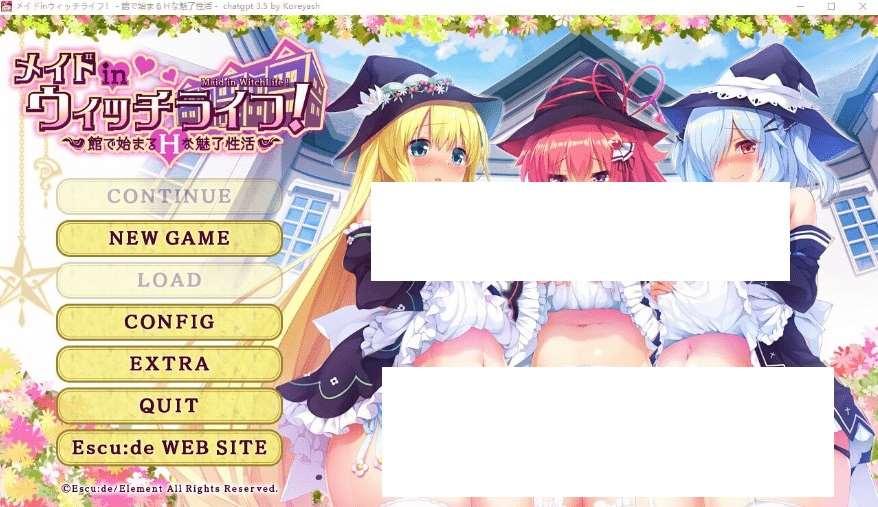 メイドinウィッチライフ! -館で始まるHな魅了性活- chatgpt 3.5 by Koreyash
メイドin
Maid in WitchLife!
ウィッチライフ!
~館で始まるHな魅了性活~
CONTINUE
NEW GAME
LOAD
CONFIG
EXTRA
QUIT
Escu:de WEB SITE
©Escu:de/Element All Rights Reserved.